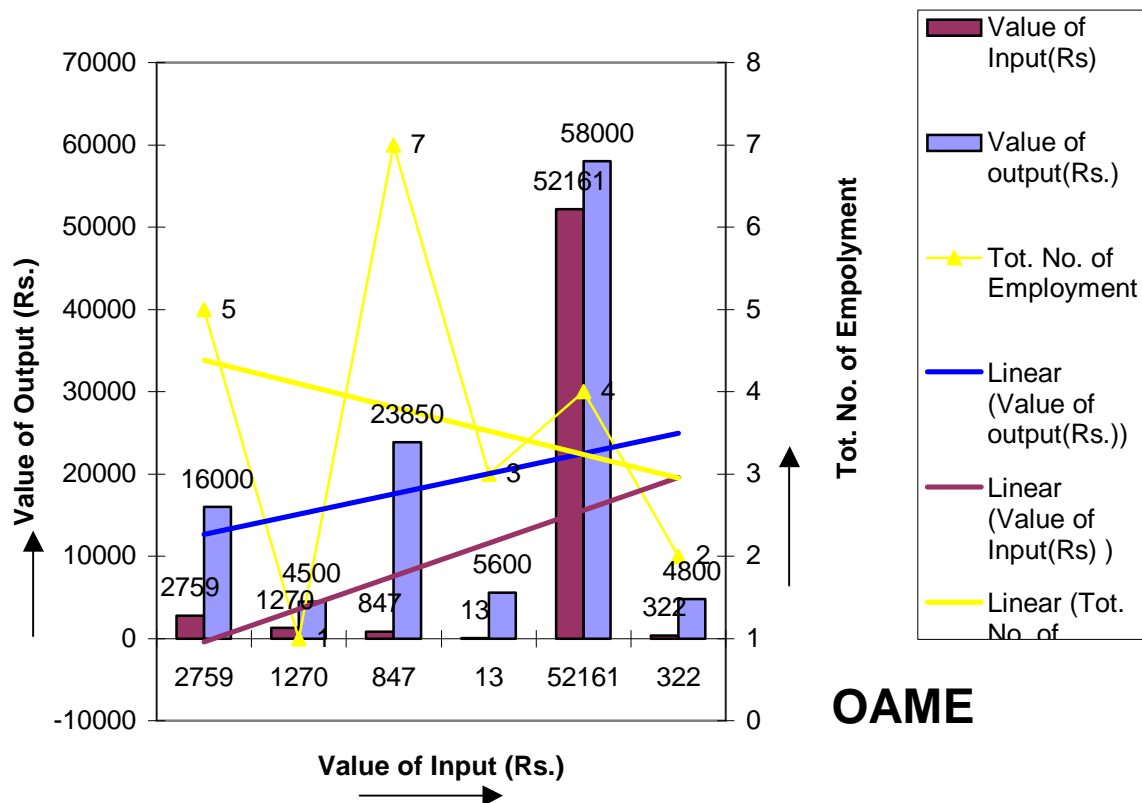 Value of Output (Rs.)
70000
60000
50000
40000
30000
20000
10000
0
-10000
2759
16000
1270
4500
847
23850
13
5600
52161
58000
322
4800
5
1
7
3
4
2
2759 1270 847 13 52161 322
Value of Input (Rs.)
8
7
6
5
4
3
2
1
0
Tot. No. of Empolyment
Value of
Input(Rs)
Value of
output(Rs.)
Tot. No. of
Employment
Linear
(Value of
output(Rs.))
Linear
(Value of
Input(Rs) )
Linear (Tot.
No. of
OAME